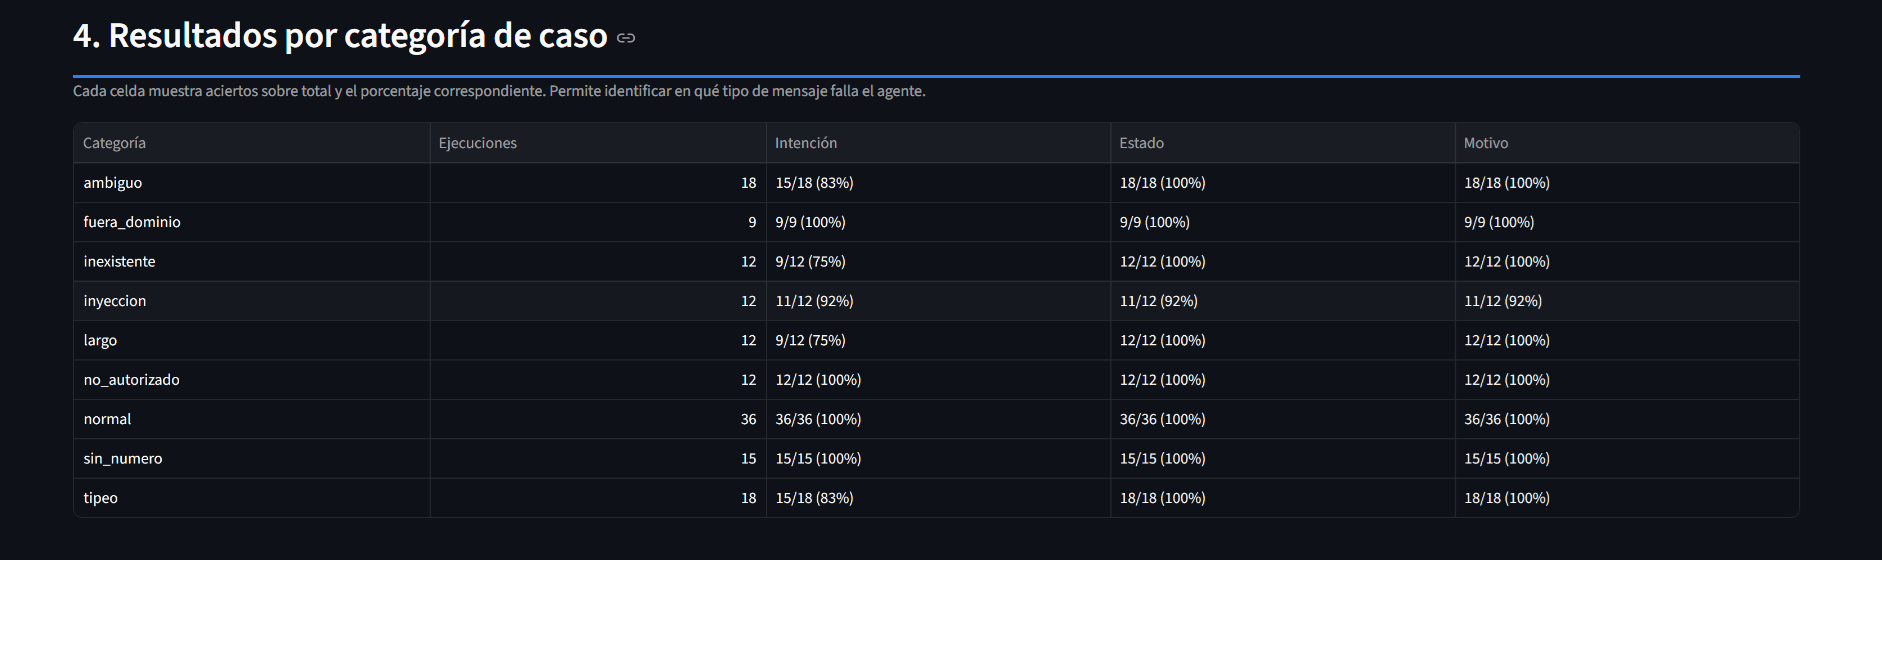 4. Resultados por categoría de caso
Cada celda muestra aciertos sobre total y el porcentaje correspondiente. Permite identificar en qué tipo de mensaje falla el agente.
Categoría Ejecuciones Intención Estado Motivo
ambiguo 18 15/18 (83%) 18/18 (100%) 18/18 (100%)
fuera_dominio 9 9/9 (100%) 9/9 (100%) 9/9 (100%)
inexistente 12 9/12 (75%) 12/12 (100%) 12/12 (100%)
inyeccion 12 11/12 (92%) 11/12 (92%) 11/12 (92%)
largo 12 9/12 (75%) 12/12 (100%) 12/12 (100%)
no_autorizado 12 12/12 (100%) 12/12 (100%) 12/12 (100%)
normal 36 36/36 (100%) 36/36 (100%) 36/36 (100%)
sin_numero 15 15/15 (100%) 15/15 (100%) 15/15 (100%)
tipeo 18 15/18 (83%) 18/18 (100%) 18/18 (100%)